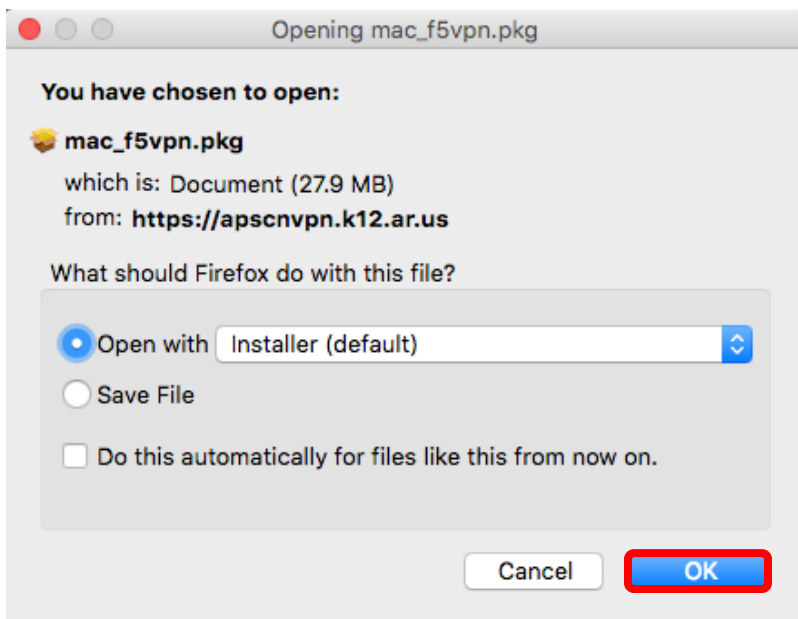 Opening mac_f5vpn.pkg
You have chosen to open:
mac_f5vpn.pkg
which is: Document (27.9 MB)
from: https://apscnvpn.k12.ar.us
What should Firefox do with this file?
Open with Installer (default)
Save File
Do this automatically for files like this from now on.
Cancel OK